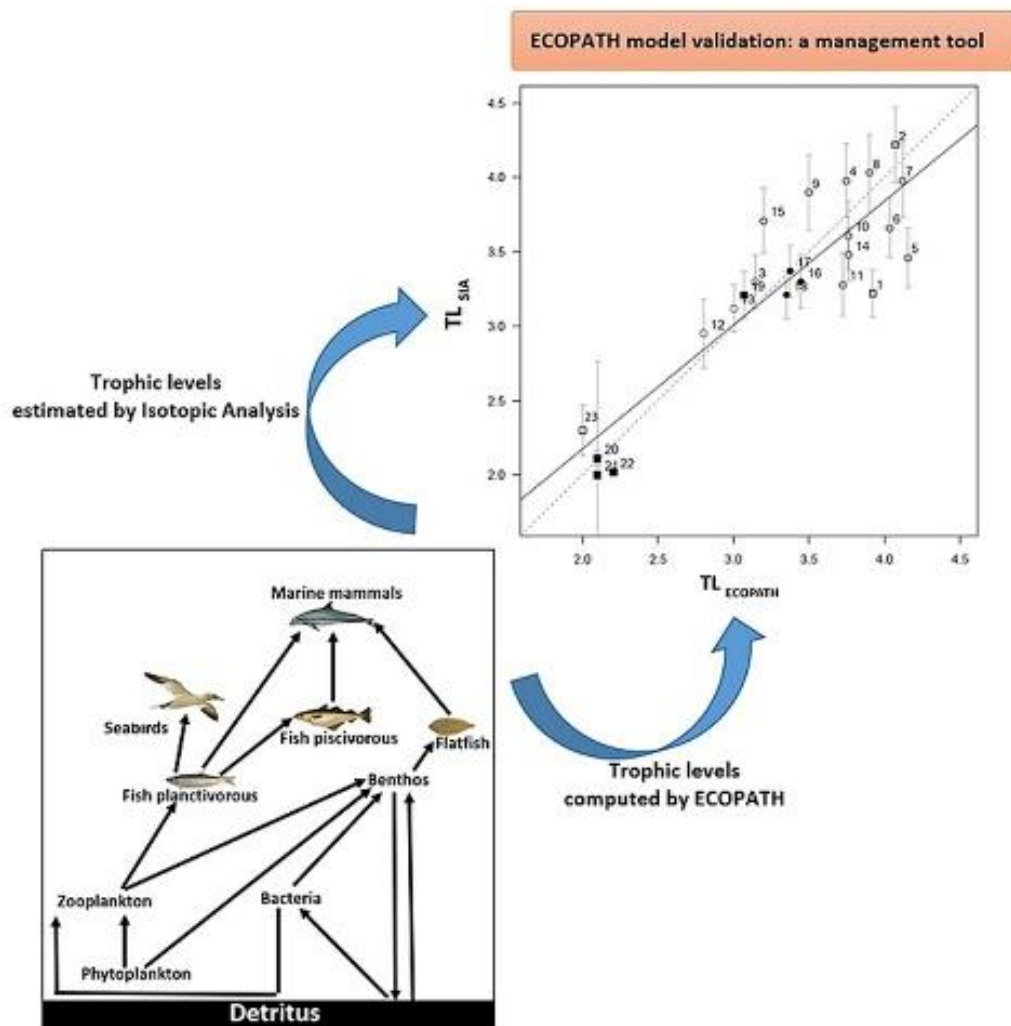 ECOPATH model validation: a management tool
4.5
4.0
3.5
3.0
2.5
2.0
TL SIA
2
8
4
7
9
15
6
10
14
5
17
3
16
11
1
19
13
12
23
20
21
22
2.0 2.5 3.0 3.5 4.0 4.5
TL ECOPATH
Trophic levels
estimated by Isotopic Analysis
Marine mammals
Seabirds
Fish piscivorous
Flatfish
Fish planctivorous
Benthos
Trophic levels
computed by ECOPATH
Zooplankton
Bacteria
Phytoplankton
Detritus